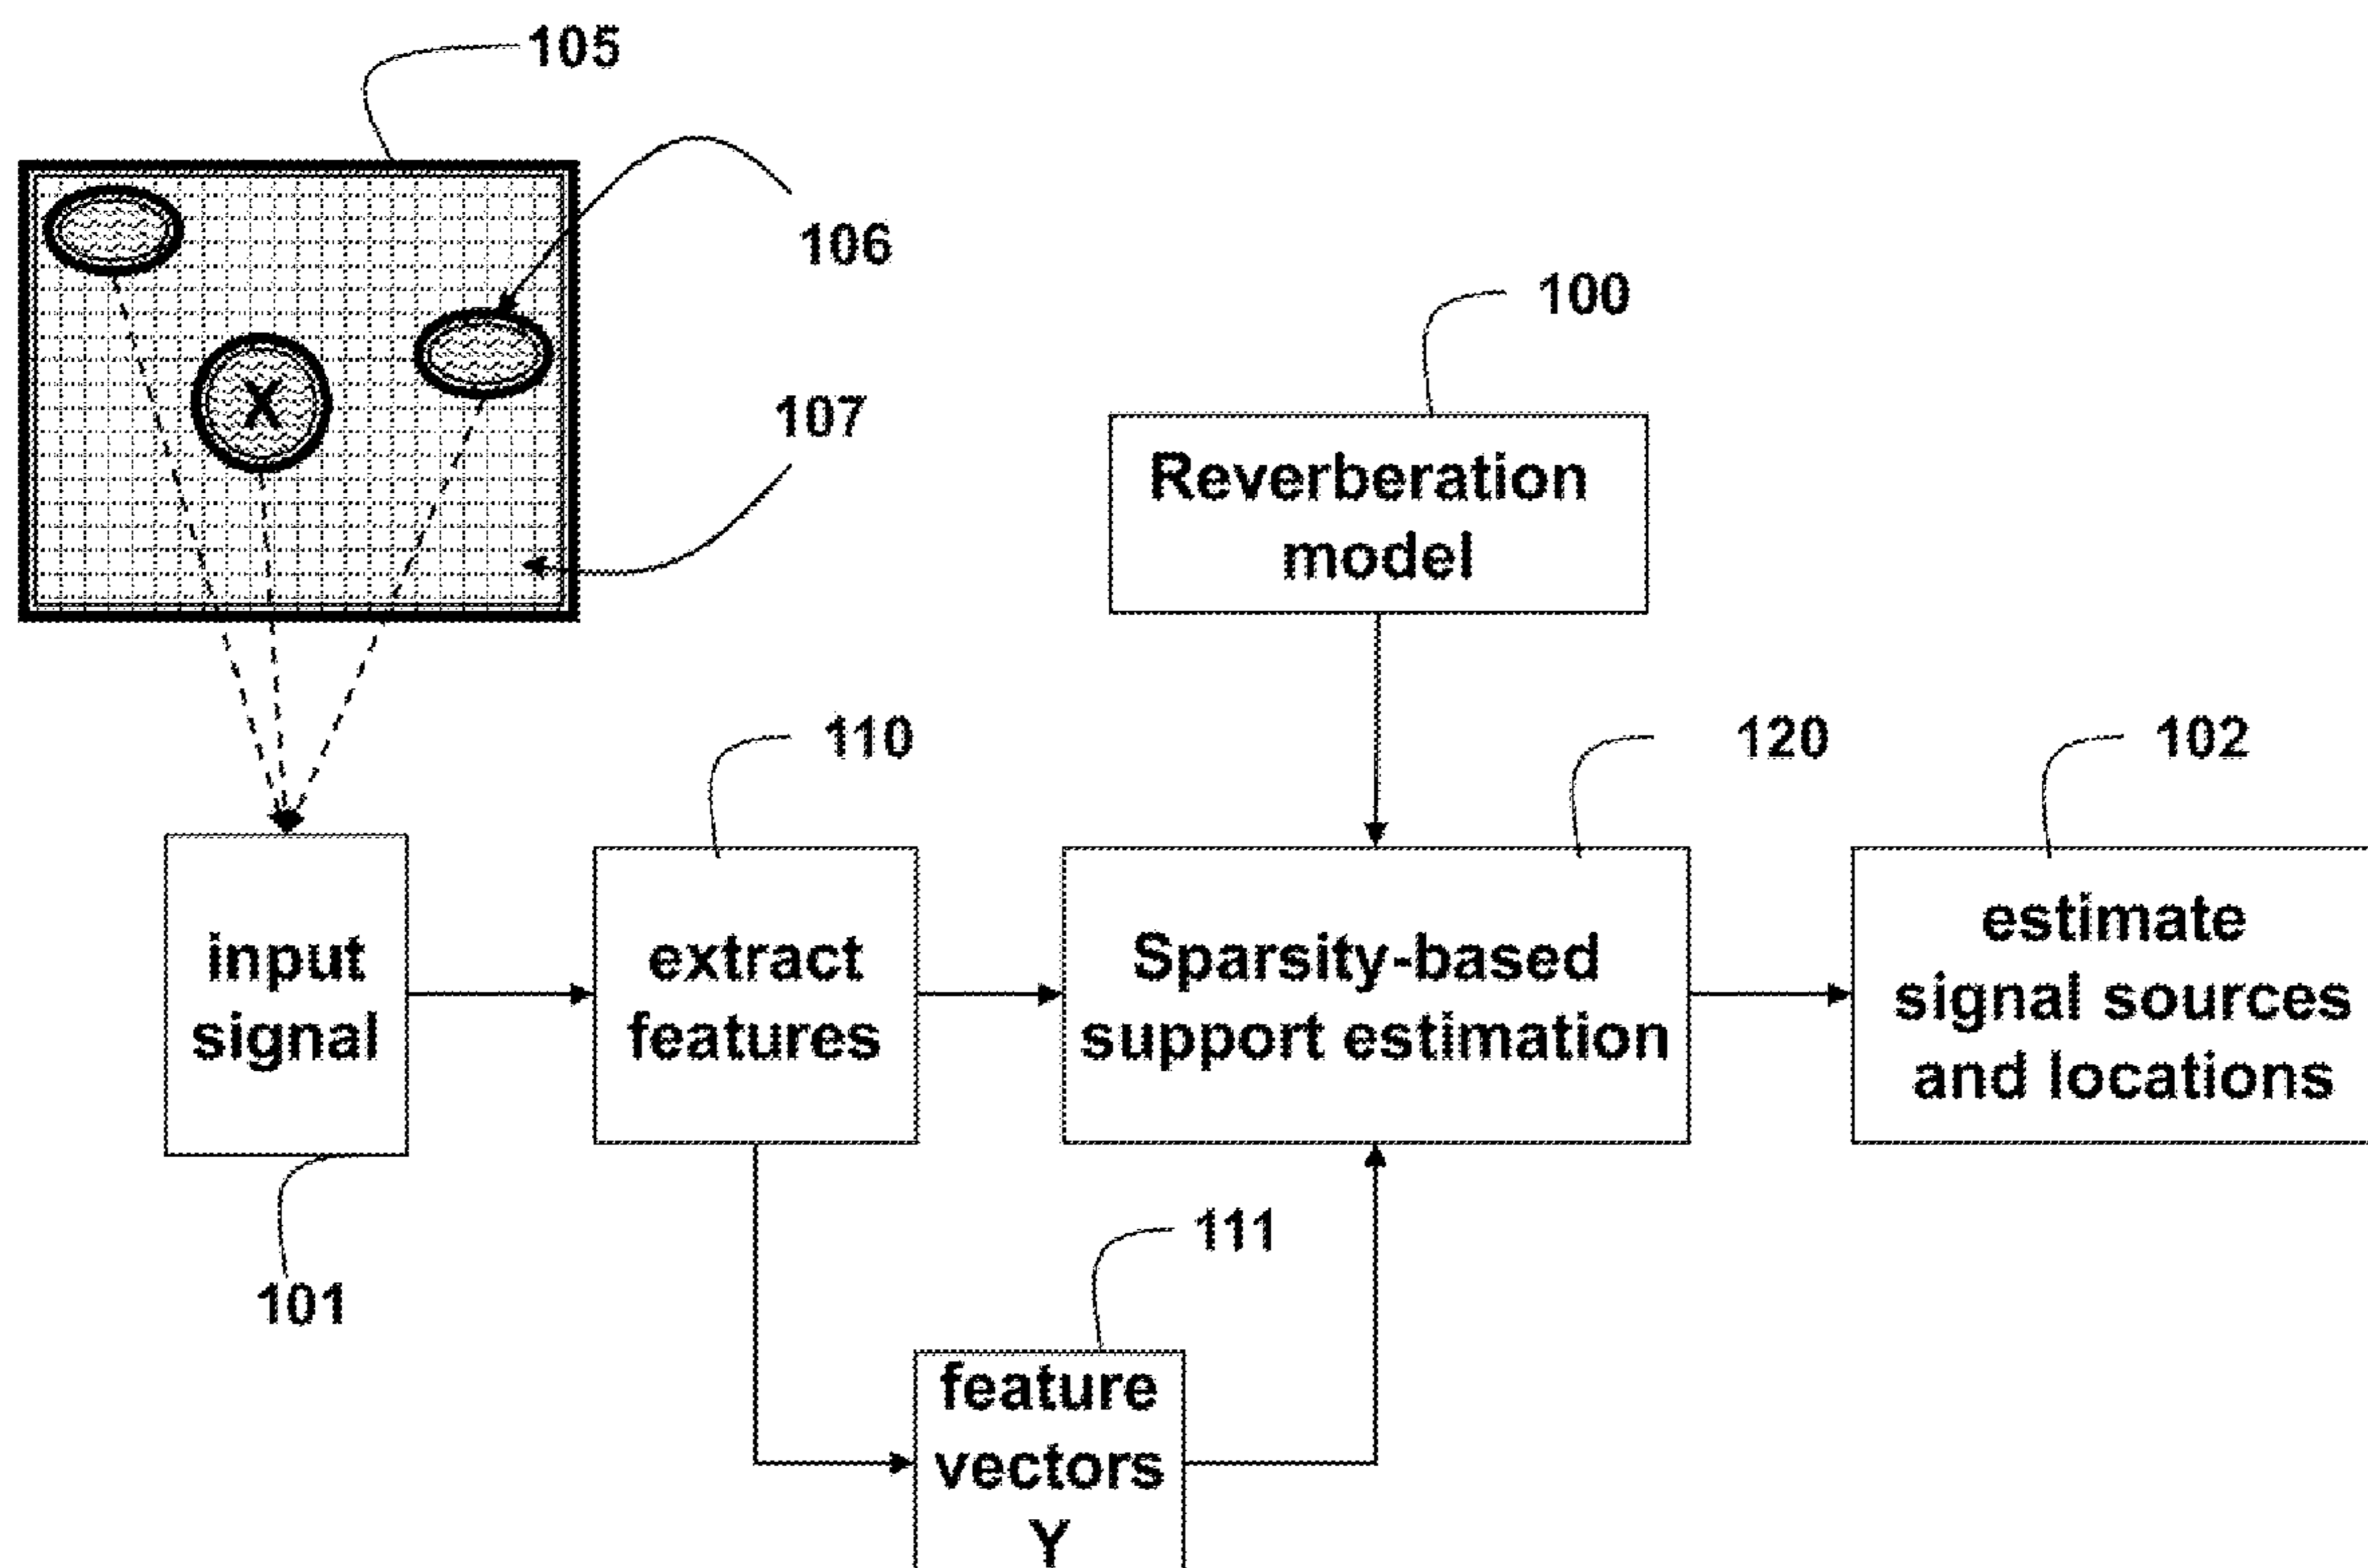 105
106
107
X
100
Reverberation
model
110
120
102
input
signal
extract
features
Sparsity-based
support estimation
estimate
signal sources
and locations
101
111
feature
vectors
Y